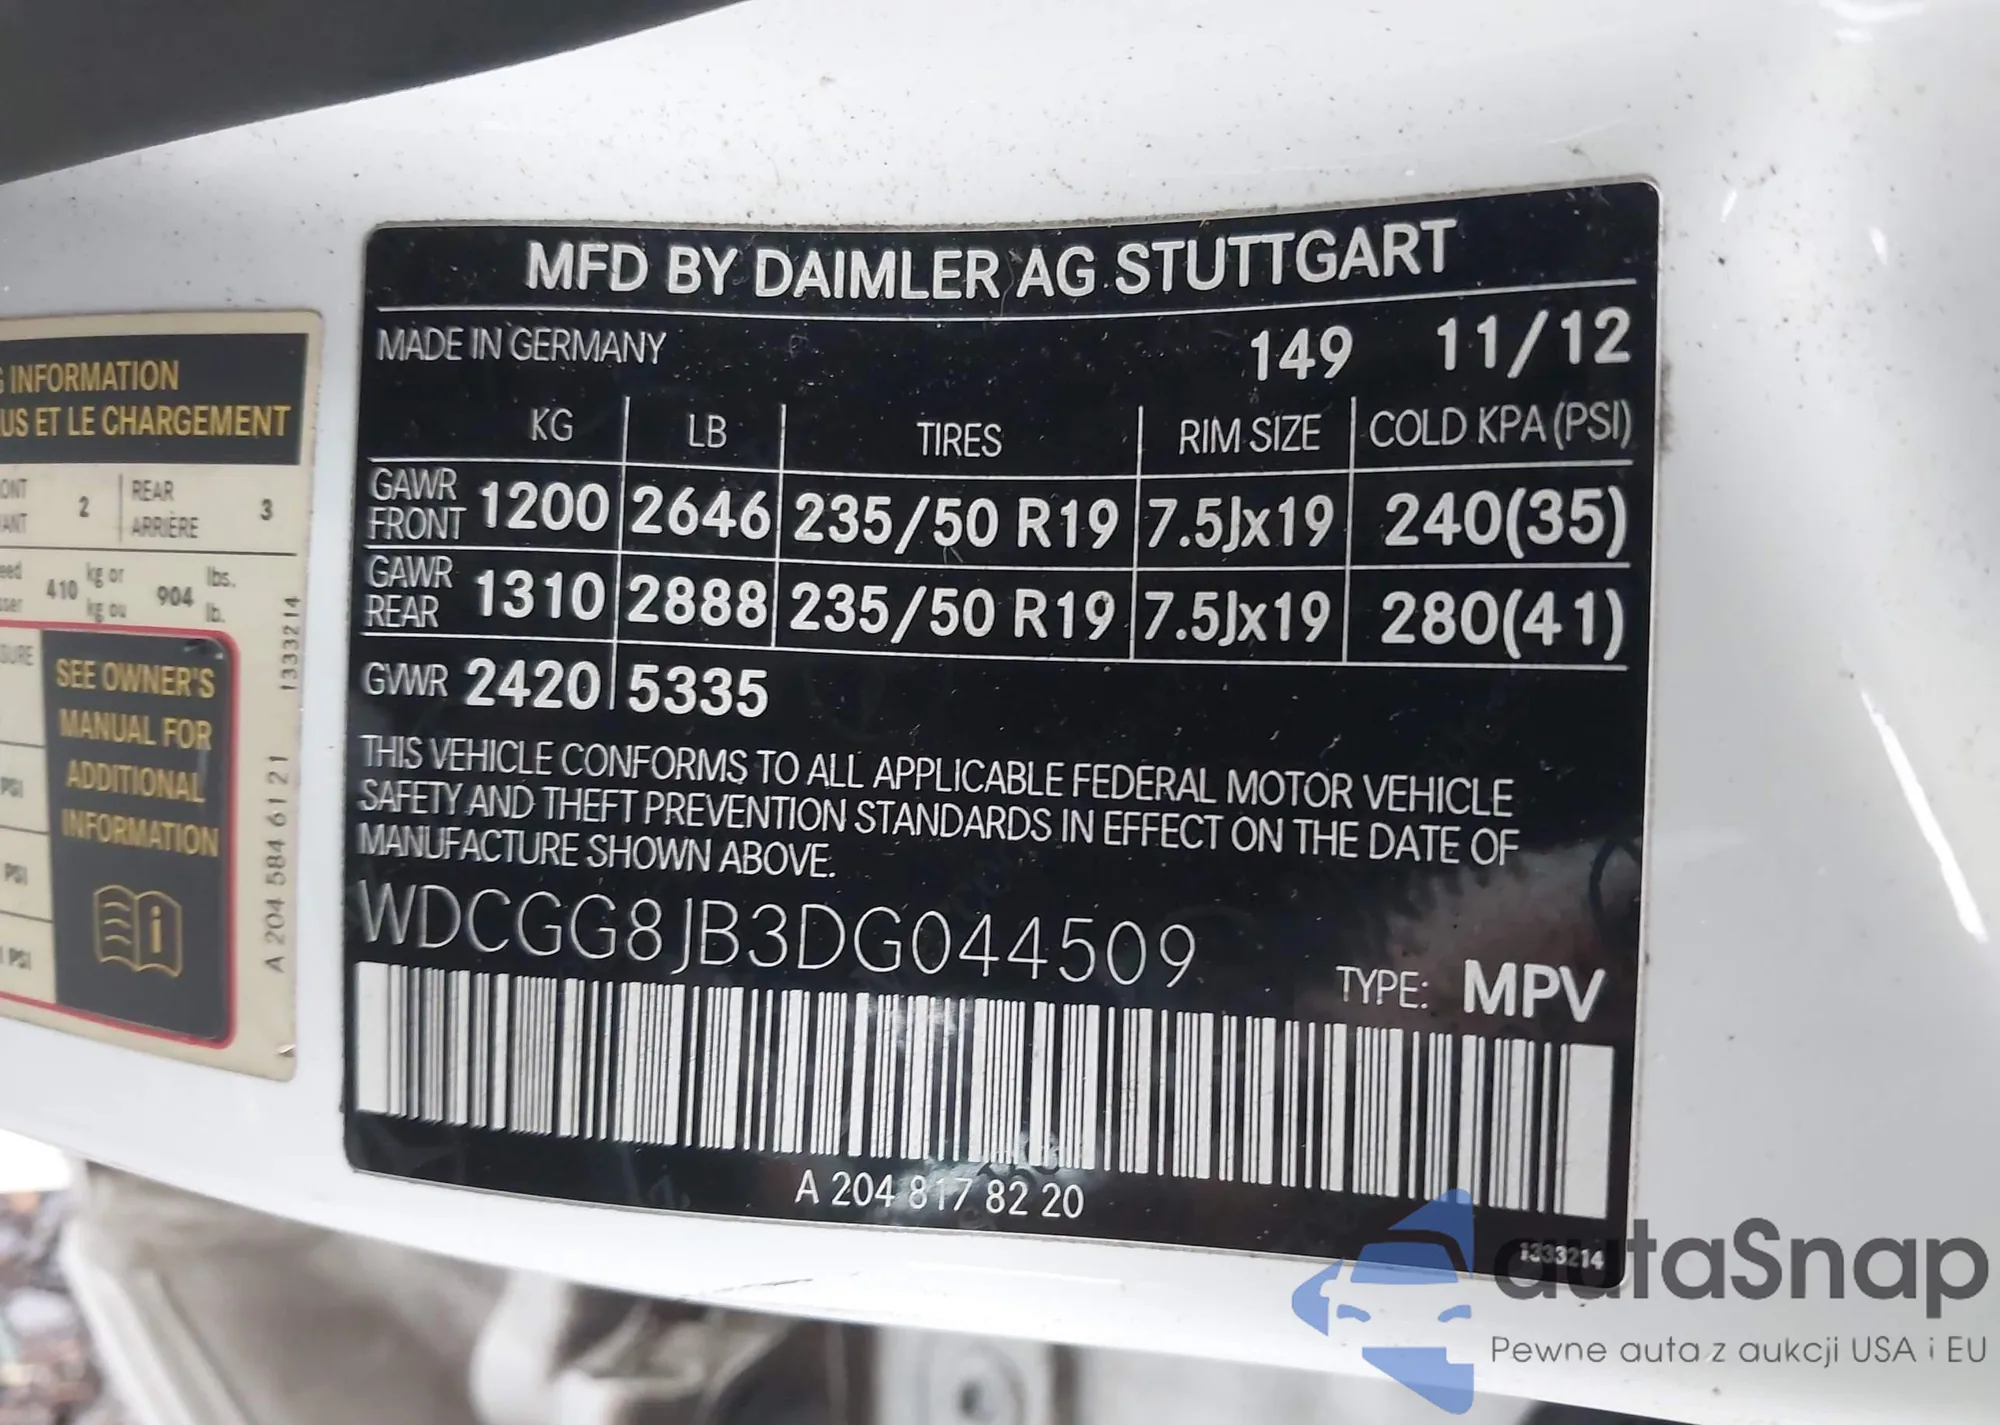 MFD BY DAIMLER AG STUTTGART
MADE IN GERMANY 149 11/12
KG LB TIRES RIM SIZE COLD KPA (PSI)
GAWR FRONT 1200 2646 235/50 R19 7.5Jx19 240(35)
GAWR REAR 1310 2888 235/50 R19 7.5Jx19 280(41)
GVWR 2420 5335
THIS VEHICLE CONFORMS TO ALL APPLICABLE FEDERAL MOTOR VEHICLE
SAFETY AND THEFT PREVENTION STANDARDS IN EFFECT ON THE DATE OF
MANUFACTURE SHOWN ABOVE.
WDCGG8JB3DG044509
TYPE: MPV
A 204 817 82 20
1333214
INFORMATION
ET LE CHARGEMENT
2 REAR 3
ARRIÈRE
410 kg or 904 lbs.
kg ou lb.
SEE OWNER'S
MANUAL FOR
ADDITIONAL
INFORMATION
PSI
PSI
PSI
A 204 584 61 21 1333214
autaSnap
Pewne auta z aukcji USA i EU